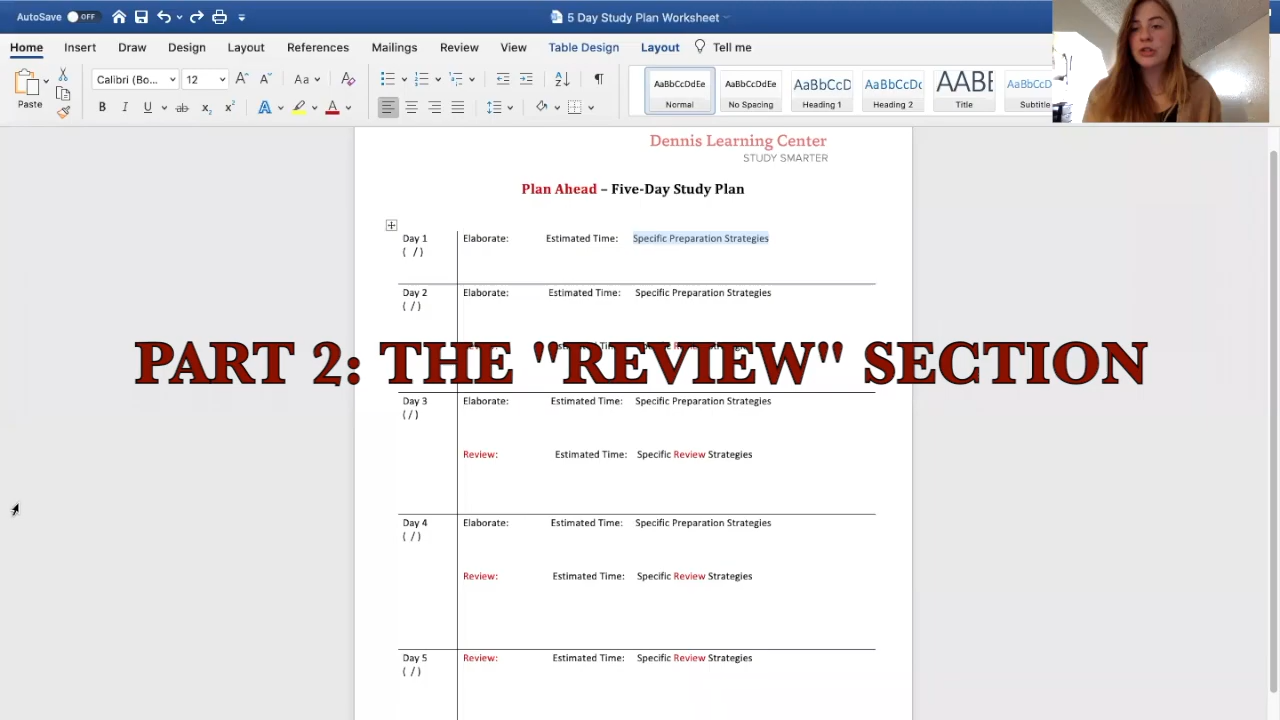 AutoSave OFF
5 Day Study Plan Worksheet
Home Insert Draw Design Layout References Mailings Review View Table Design Layout Tell me
Paste
Calibri (Bo... 12
AaBbCcDdEe AaBbCcDdEe AaBbCcD AaBbCcDdE AABE AaBbCcD
Normal No Spacing Heading 1 Heading 2 Title Subtitle
Dennis Learning Center
STUDY SMARTER
Plan Ahead – Five-Day Study Plan
Day 1 Elaborate: Estimated Time: Specific Preparation Strategies
( /)
Day 2 Elaborate: Estimated Time: Specific Preparation Strategies
( /)
PART 2: THE "REVIEW" SECTION
Day 3 Elaborate: Estimated Time: Specific Preparation Strategies
( /)
Review: Estimated Time: Specific Review Strategies
Day 4 Elaborate: Estimated Time: Specific Preparation Strategies
( /)
Review: Estimated Time: Specific Review Strategies
Day 5 Review: Estimated Time: Specific Review Strategies
( /)